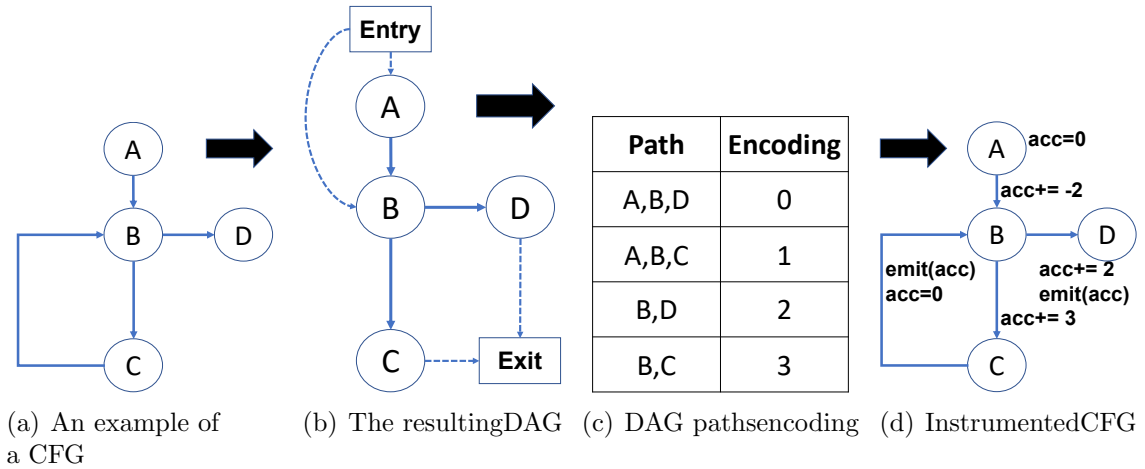 A
B
D
C
(a) An example of
a CFG
Entry
A
B
D
C
Exit
(b) The resultingDAG
Path Encoding
A,B,D 0
A,B,C 1
B,D 2
B,C 3
(c) DAG pathsencoding
A
acc=0
acc+= -2
B
D
emit(acc)
acc=0
acc+= 2
emit(acc)
acc+= 3
C
(d) InstrumentedCFG